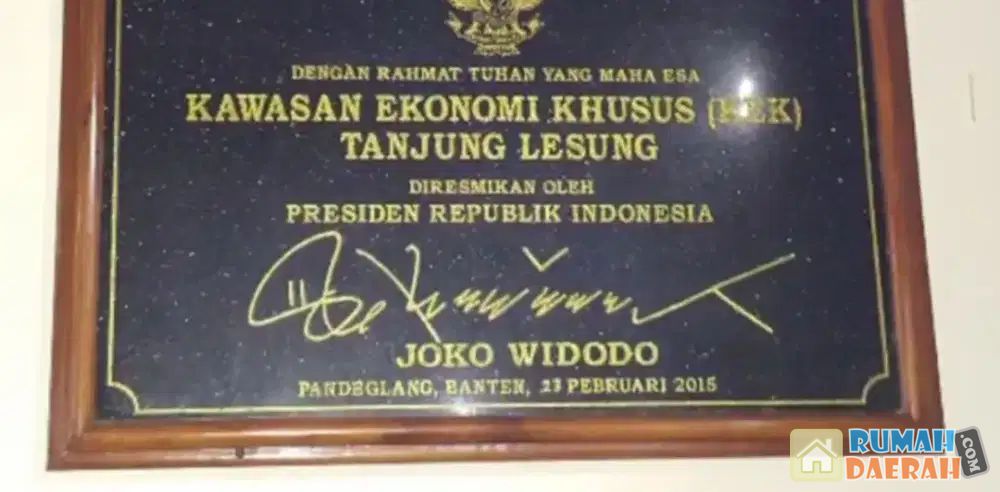 DENGAN RAHMAT TUHAN YANG MAHA ESA
KAWASAN EKONOMI KHUSUS (KEK)
TANJUNG LESUNG
DIRESMIKAN OLEH
PRESIDEN REPUBLIK INDONESIA
JOKO WIDODO
PANDEGLANG, BANTEN, 23 PEBRUARI 2015
RUMAH
DAERAH
.COM